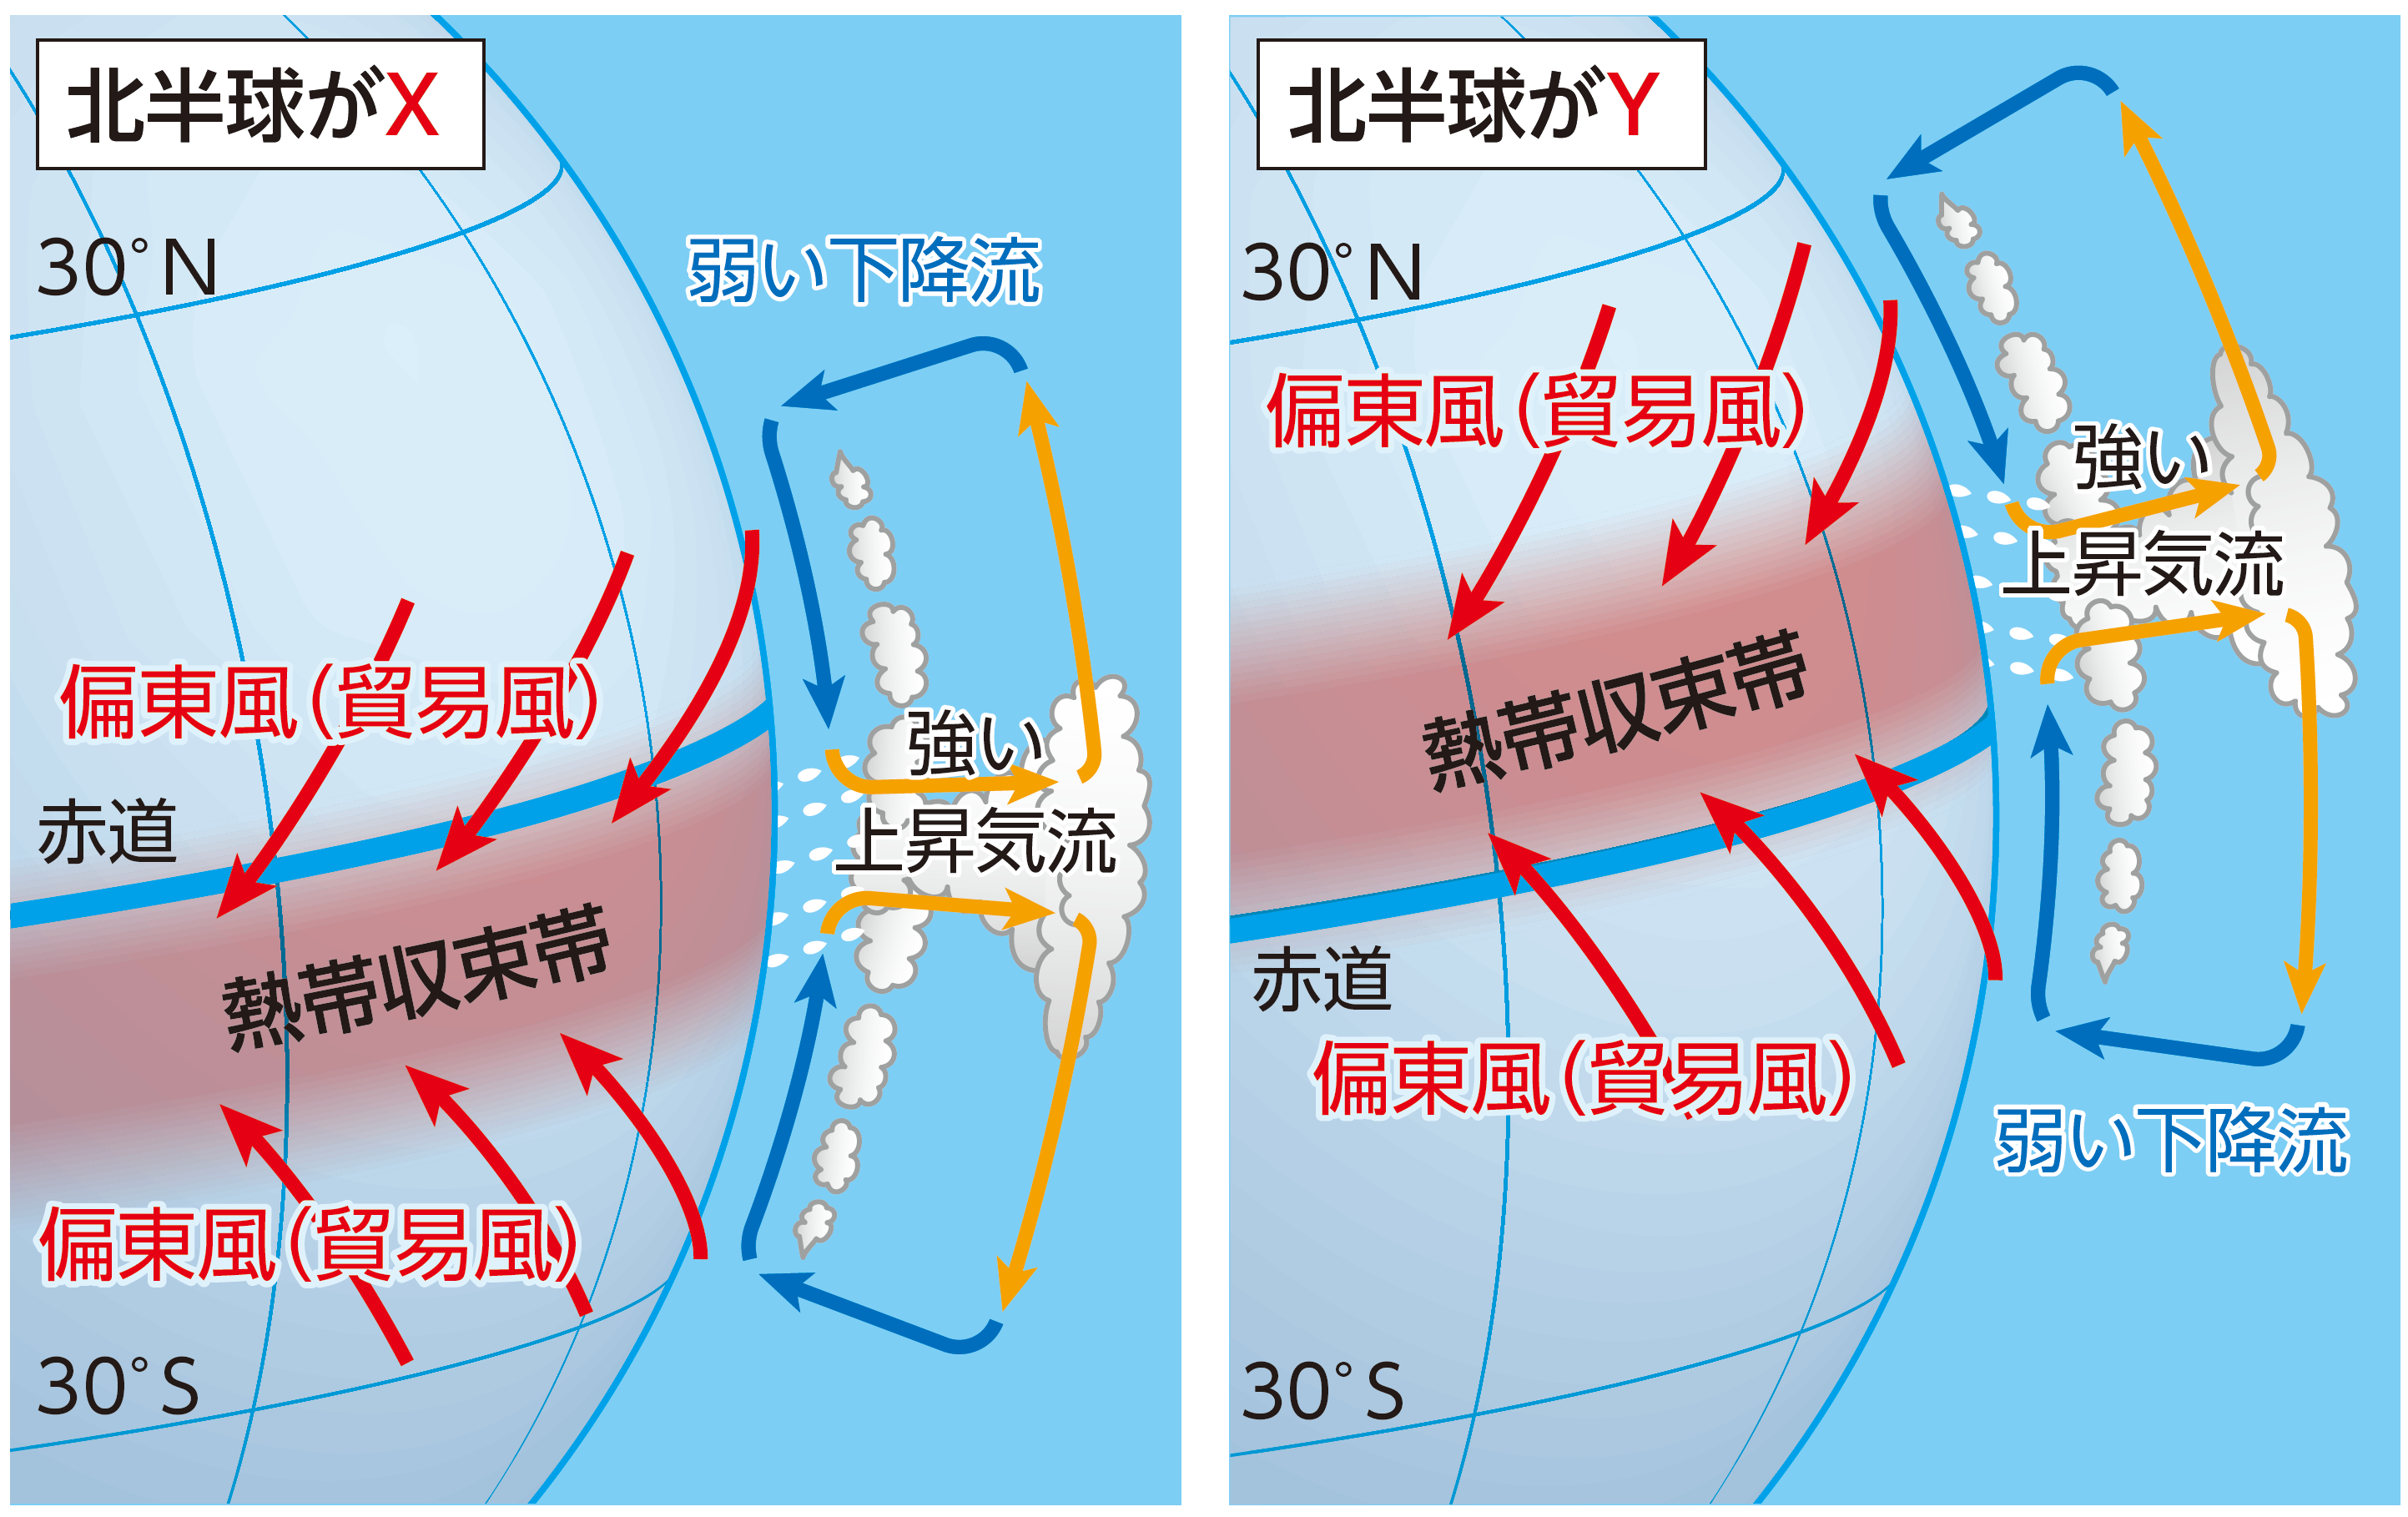 北半球がX
30°N
弱い下降流
偏東風(貿易風)
強い
上昇気流
赤道
熱帯収束帯
偏東風(貿易風)
30°S
北半球がY
30°N
偏東風(貿易風)
強い
上昇気流
熱帯収束帯
赤道
偏東風(貿易風)
弱い下降流
30°S